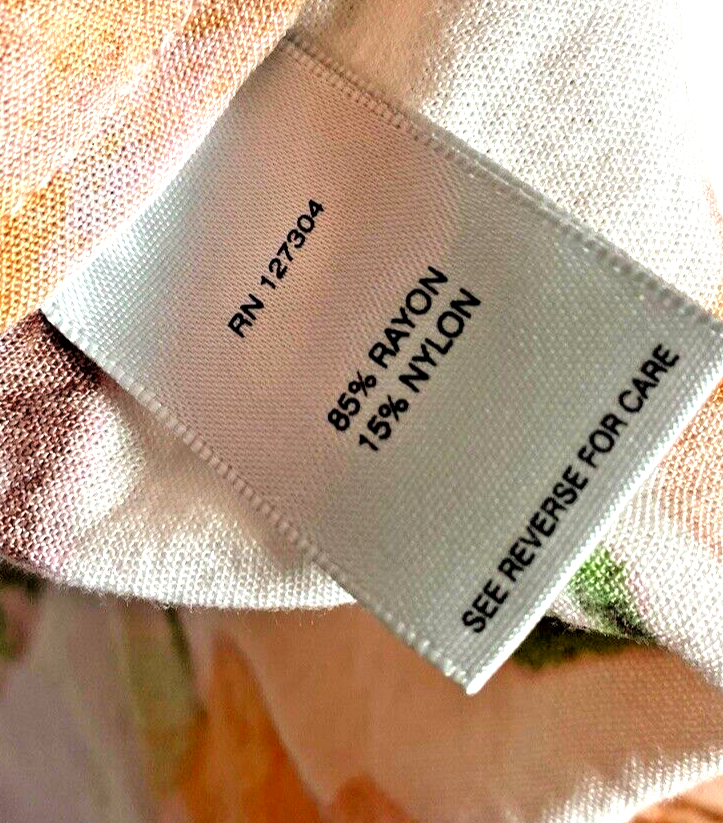 RN 127304
85% RAYON
15% NYLON
SEE REVERSE FOR CARE